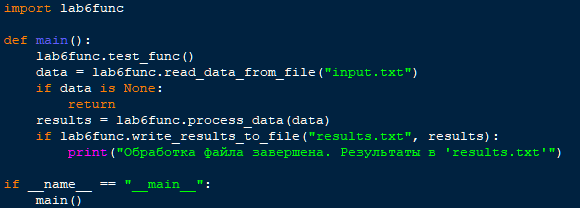 import lab6func

def main():
    lab6func.test_func()
    data = lab6func.read_data_from_file("input.txt")
    if data is None:
        return
    results = lab6func.process_data(data)
    if lab6func.write_results_to_file("results.txt", results):
        print("Обработка файла завершена. Результаты в 'results.txt'")

if __name__ == "__main__":
    main()